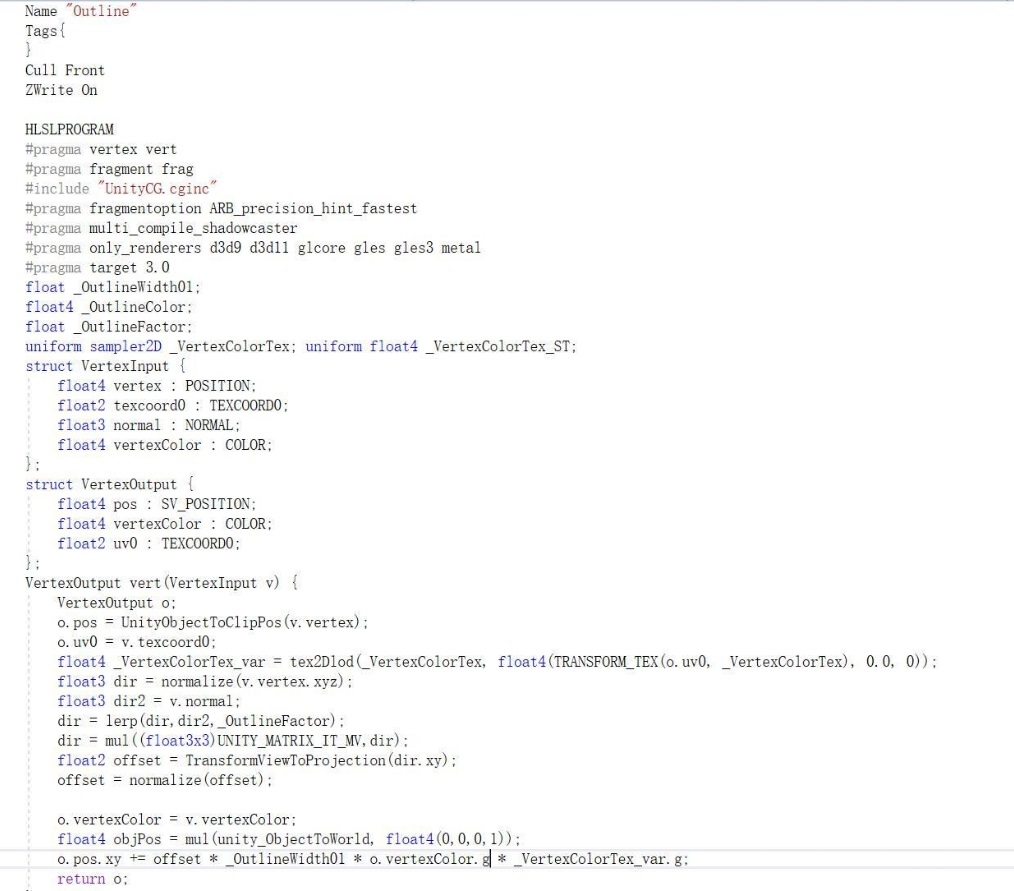 Name "Outline"
Tags{
}
Cull Front
ZWrite On
HLSLPROGRAM
#pragma vertex vert
#pragma fragment frag
#include "UnityCG.cginc"
#pragma fragmentoption ARB_precision_hint_fastest
#pragma multi_compile_shadowcaster
#pragma only_renderers d3d9 d3d11 glcore gles gles3 metal
#pragma target 3.0
float _OutlineWidth01;
float4 _OutlineColor;
float _OutlineFactor;
uniform sampler2D _VertexColorTex; uniform float4 _VertexColorTex_ST;
struct VertexInput {
float4 vertex : POSITION;
float2 texcoord0 : TEXCOORD0;
float3 normal : NORMAL;
float4 vertexColor : COLOR;
};
struct VertexOutput {
float4 pos : SV_POSITION;
float4 vertexColor : COLOR;
float2 uv0 : TEXCOORD0;
};
VertexOutput vert(VertexInput v) {
VertexOutput o;
o.pos = UnityObjectToClipPos(v.vertex);
o.uv0 = v.texcoord0;
float4 _VertexColorTex_var = tex2Dlod(_VertexColorTex, float4(TRANSFORM_TEX(o.uv0, _VertexColorTex), 0.0, 0));
float3 dir = normalize(v.vertex.xyz);
float3 dir2 = v.normal;
dir = lerp(dir,dir2,_OutlineFactor);
dir = mul((float3x3)UNITY_MATRIX_IT_MV,dir);
float2 offset = TransformViewToProjection(dir.xy);
offset = normalize(offset);
o.vertexColor = v.vertexColor;
float4 objPos = mul(unity_ObjectToWorld, float4(0,0,0,1));
o.pos.xy += offset * _OutlineWidth01 * o.vertexColor.g * _VertexColorTex_var.g;
return o;